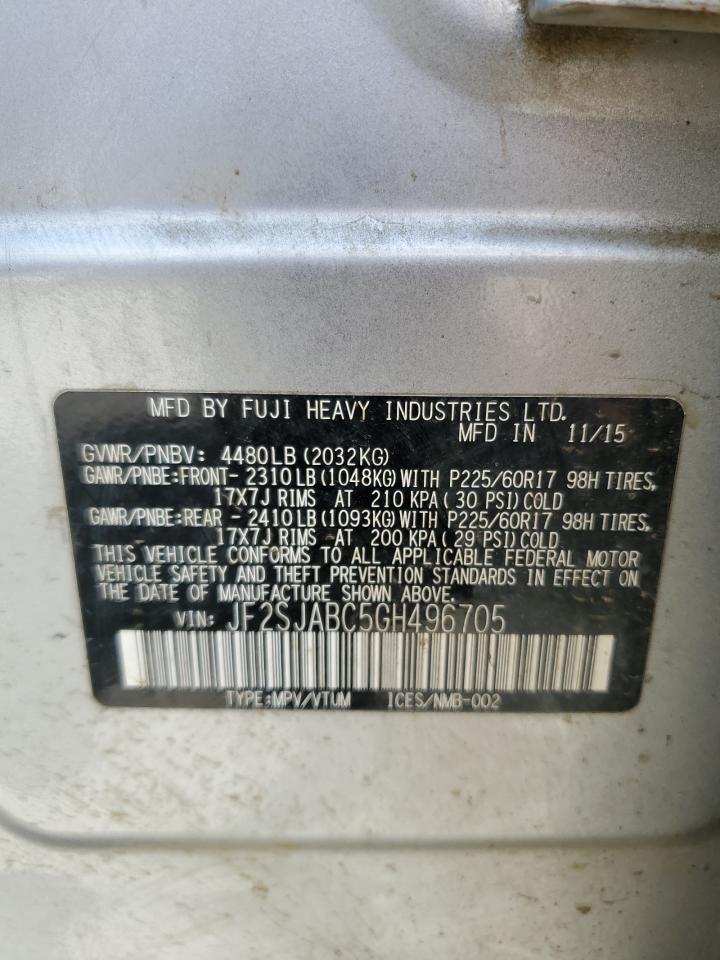 MFD BY FUJI HEAVY INDUSTRIES LTD.
MFD IN 11/15
GVWR/PNBV: 4480LB (2032KG)
GAWR/PNBE:FRONT- 2310LB (1048KG) WITH P225/60R17 98H TIRES,
17X7J RIMS AT 210 KPA ( 30 PSI) COLD
GAWR/PNBE:REAR - 2410LB (1093KG) WITH P225/60R17 98H TIRES,
17X7J RIMS AT 200 KPA ( 29 PSI) COLD.
THIS VEHICLE CONFORMS TO ALL APPLICABLE FEDERAL MOTOR
VEHICLE SAFETY AND THEFT PREVENTION STANDARDS IN EFFECT ON
THE DATE OF MANUFACTURE SHOWN ABOVE.
VIN: JF2SJABC5GH496705
TYPE:MPV/VTUM ICES/NMB-002